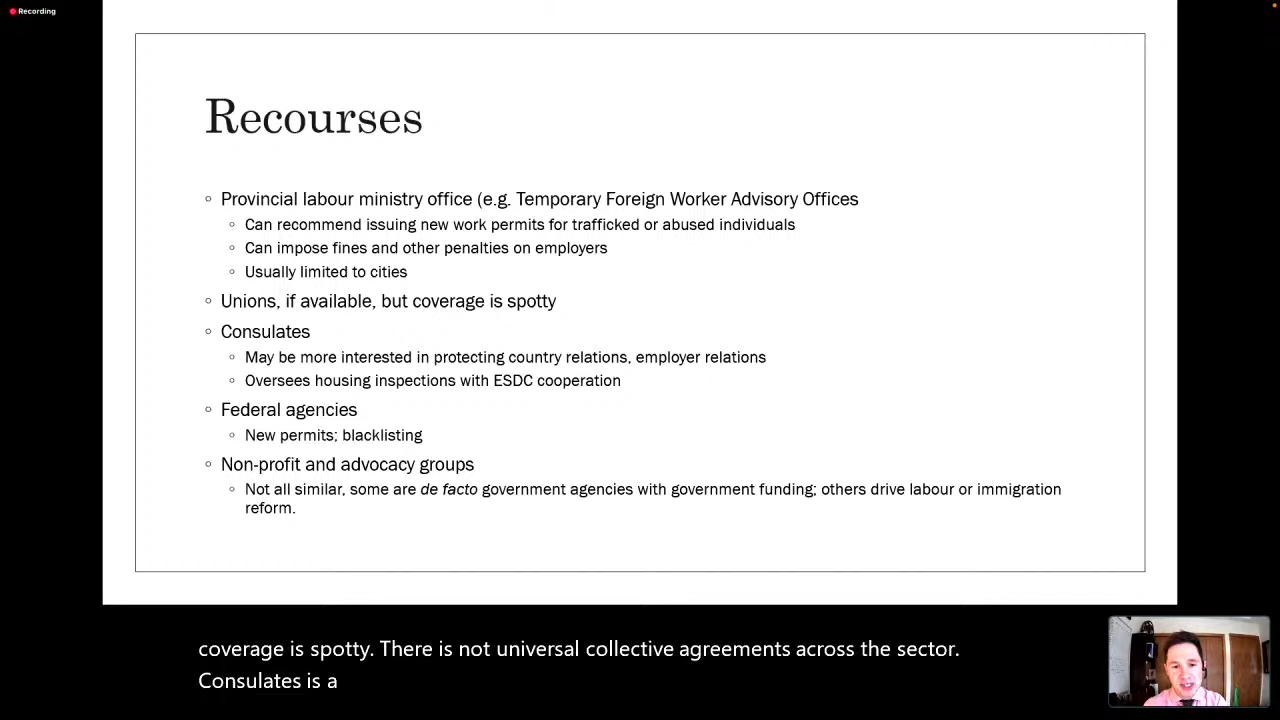 Recording
Recourses
Provincial labour ministry office (e.g. Temporary Foreign Worker Advisory Offices
Can recommend issuing new work permits for trafficked or abused individuals
Can impose fines and other penalties on employers
Usually limited to cities
Unions, if available, but coverage is spotty
Consulates
May be more interested in protecting country relations, employer relations
Oversees housing inspections with ESDC cooperation
Federal agencies
New permits; blacklisting
Non-profit and advocacy groups
Not all similar, some are de facto government agencies with government funding; others drive labour or immigration
reform.
coverage is spotty. There is not universal collective agreements across the sector.
Consulates is a